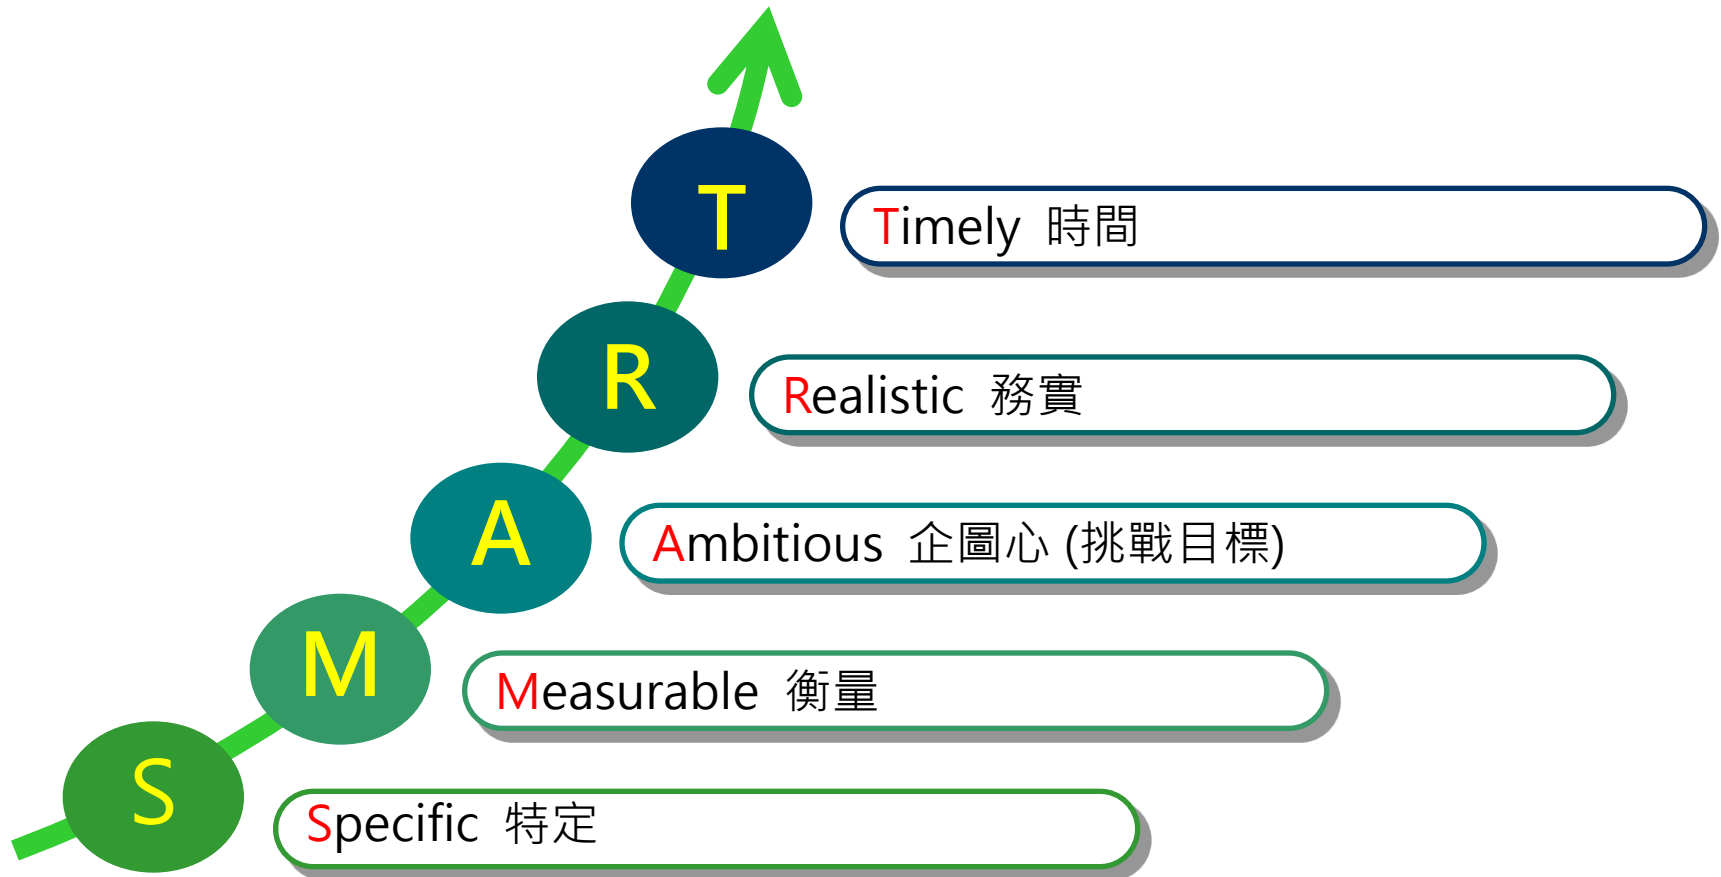 T
Timely 時間
R
Realistic 務實
A
Ambitious 企圖心 (挑戰目標)
M
Measurable 衡量
S
Specific 特定